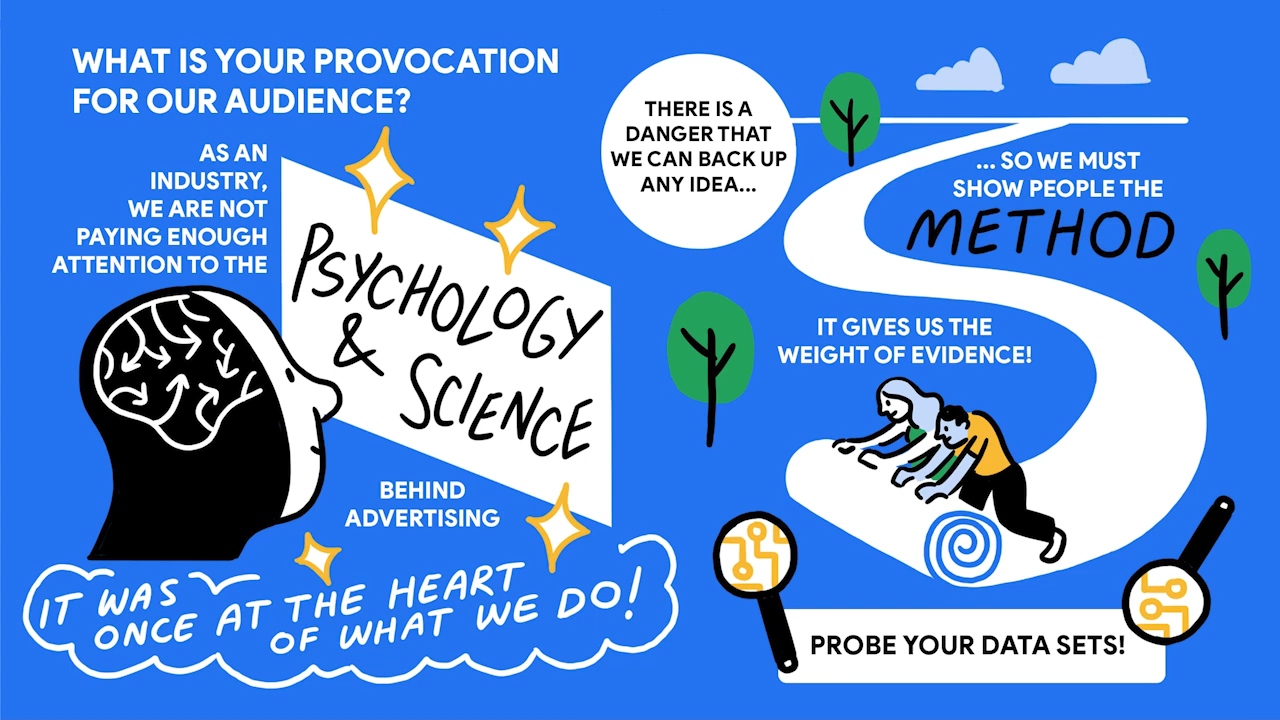 WHAT IS YOUR PROVOCATION
FOR OUR AUDIENCE?
AS AN
INDUSTRY,
WE ARE NOT
PAYING ENOUGH
ATTENTION TO THE
PSYCHOLOGY
&
SCIENCE
BEHIND
ADVERTISING
IT WAS
ONCE AT THE HEART
OF WHAT WE DO!
THERE IS A
DANGER THAT
WE CAN BACK UP
ANY IDEA...
... SO WE MUST
SHOW PEOPLE THE
METHOD
IT GIVES US THE
WEIGHT OF EVIDENCE!
PROBE YOUR DATA SETS!